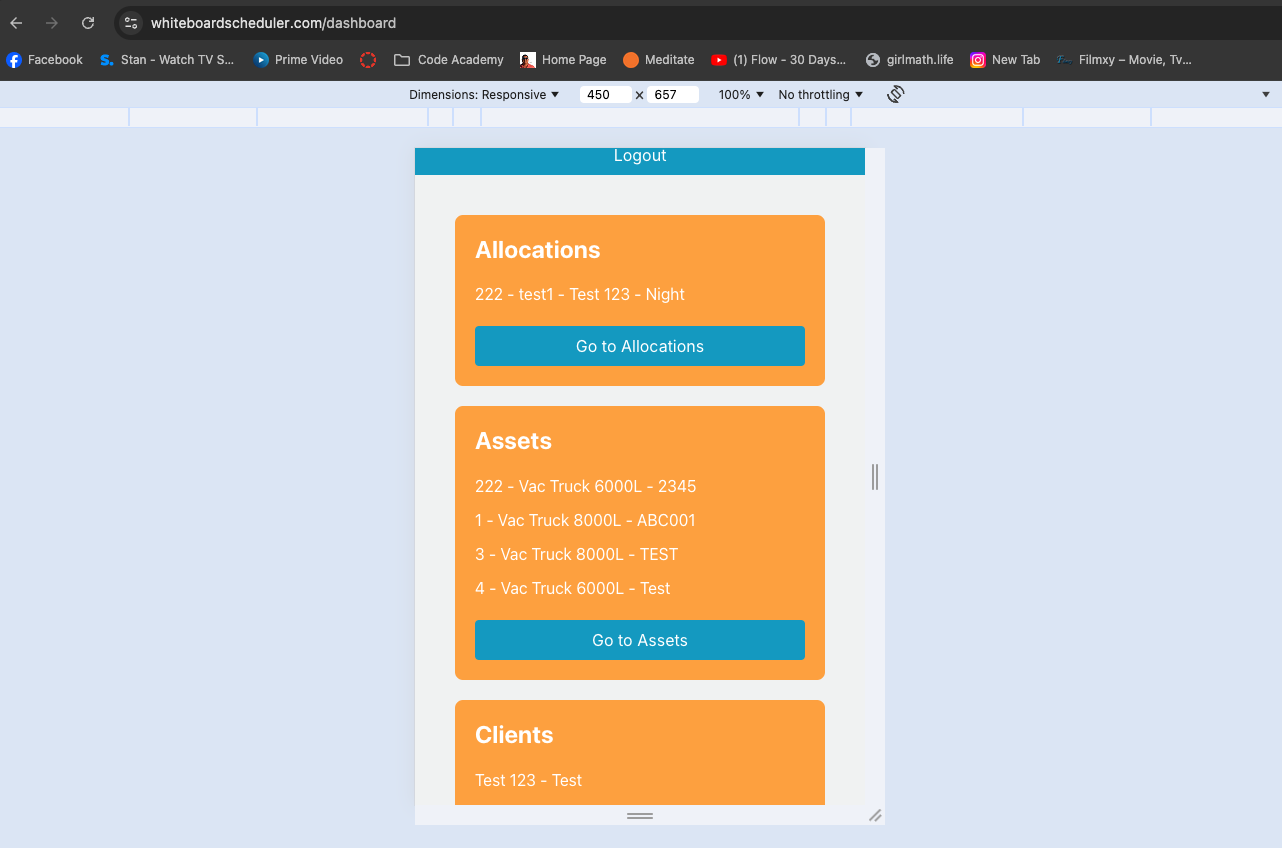 whiteboardscheduler.com/dashboard
Facebook Stan - Watch TV S... Prime Video Code Academy Home Page Meditate (1) Flow - 30 Days... girlmath.life New Tab Filmxy – Movie, Tv...
Dimensions: Responsive 450 × 657 100% No throttling
Logout
Allocations
222 - test1 - Test 123 - Night
Go to Allocations
Assets
222 - Vac Truck 6000L - 2345
1 - Vac Truck 8000L - ABC001
3 - Vac Truck 8000L - TEST
4 - Vac Truck 6000L - Test
Go to Assets
Clients
Test 123 - Test